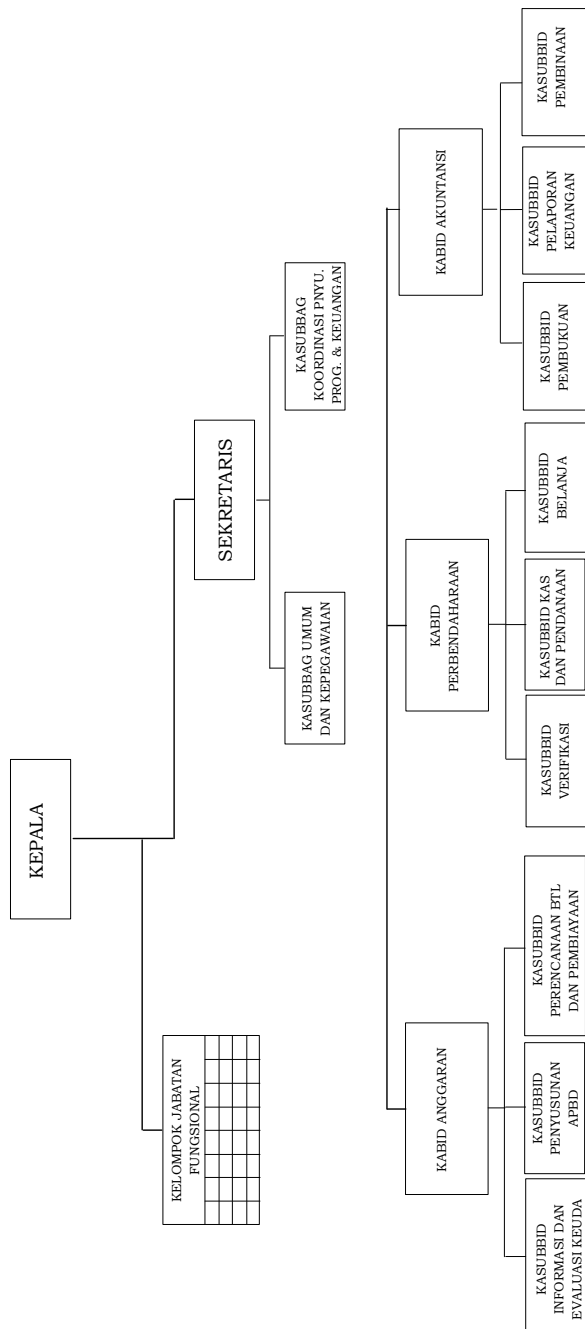 KEPALA
KELOMPOK JABATAN
FUNGSIONAL
SEKRETARIS
KASUBBAG UMUM
DAN KEPEGAWAIAN
KASUBBAG
KOORDINASI PNYU.
PROG. & KEUANGAN
KABID ANGGARAN
KABID
PERBENDAHARAAN
KABID AKUNTANSI
KASUBBID
INFORMASI DAN
EVALUASI KEUDA
KASUBBID
PENYUSUNAN
APBD
KASUBBID
PERENCANAAN BTL
DAN PEMBIAYAAN
KASUBBID
VERIFIKASI
KASUBBID KAS
DAN PENDANAAN
KASUBBID
BELANJA
KASUBBID
PEMBUKUAN
KASUBBID
PELAPORAN
KEUANGAN
KASUBBID
PEMBINAAN